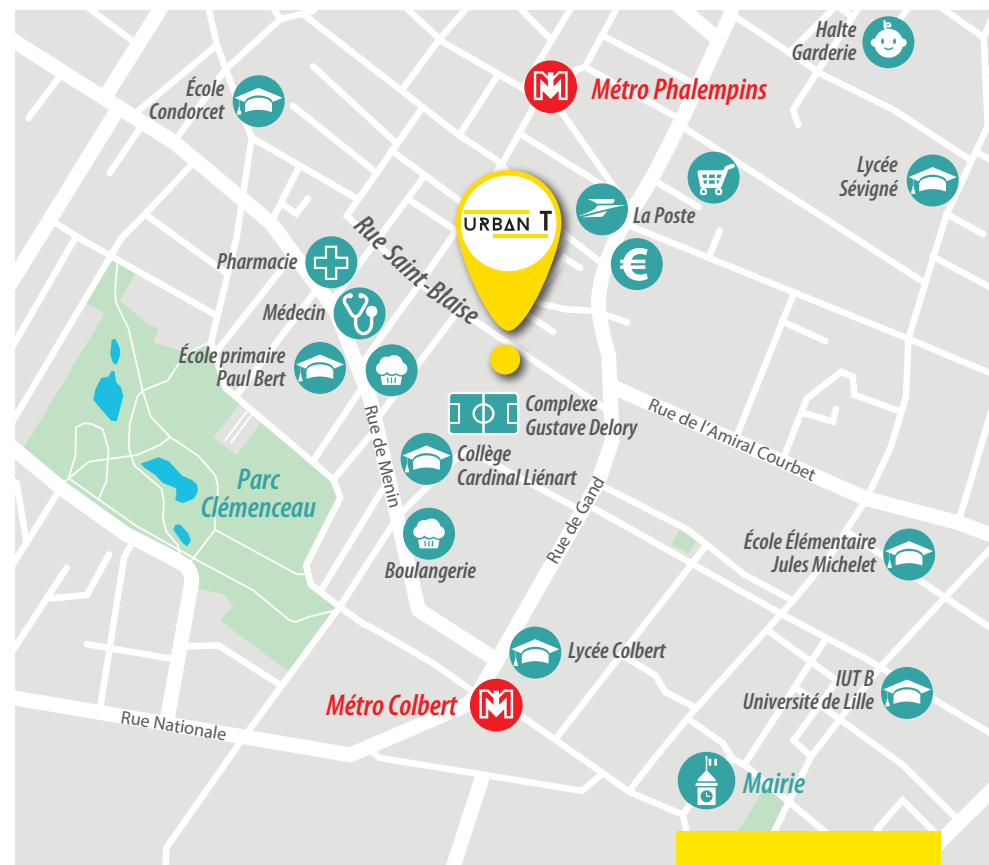 Halte
Garderie
École
Condorcet
Métro Phalempins
Lycée
Sévigné
URBAN T
La Poste
Rue Saint-Blaise
Pharmacie
€
Médecin
École primaire
Paul Bert
Complexe
Gustave Delory
Rue de l'Amiral Courbet
Rue de Menin
Collège
Cardinal Liénart
Parc
Clémenceau
Rue de Gand
Boulangerie
École Élémentaire
Jules Michelet
Lycée Colbert
IUT B
Université de Lille
Métro Colbert
Rue Nationale
Mairie